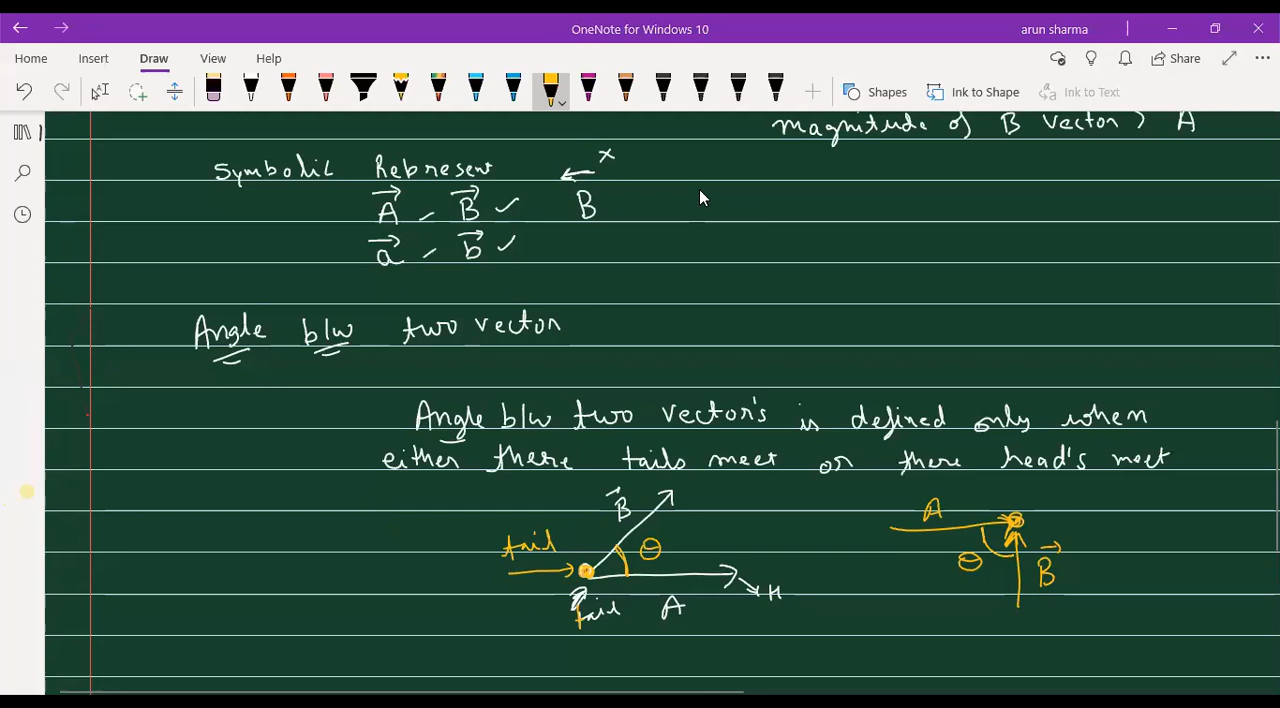 OneNote for Windows 10
arun sharma
Home Insert Draw View Help
Share
Shapes Ink to Shape Ink to Text
magnitude of B vector > A
Symbolic Represent
A B B x
a b
Angle b/w two vector
Angle b/w two vector's is defined only when
either there tails meet or there head's meet
B
tail θ
tail A H
A
θ B